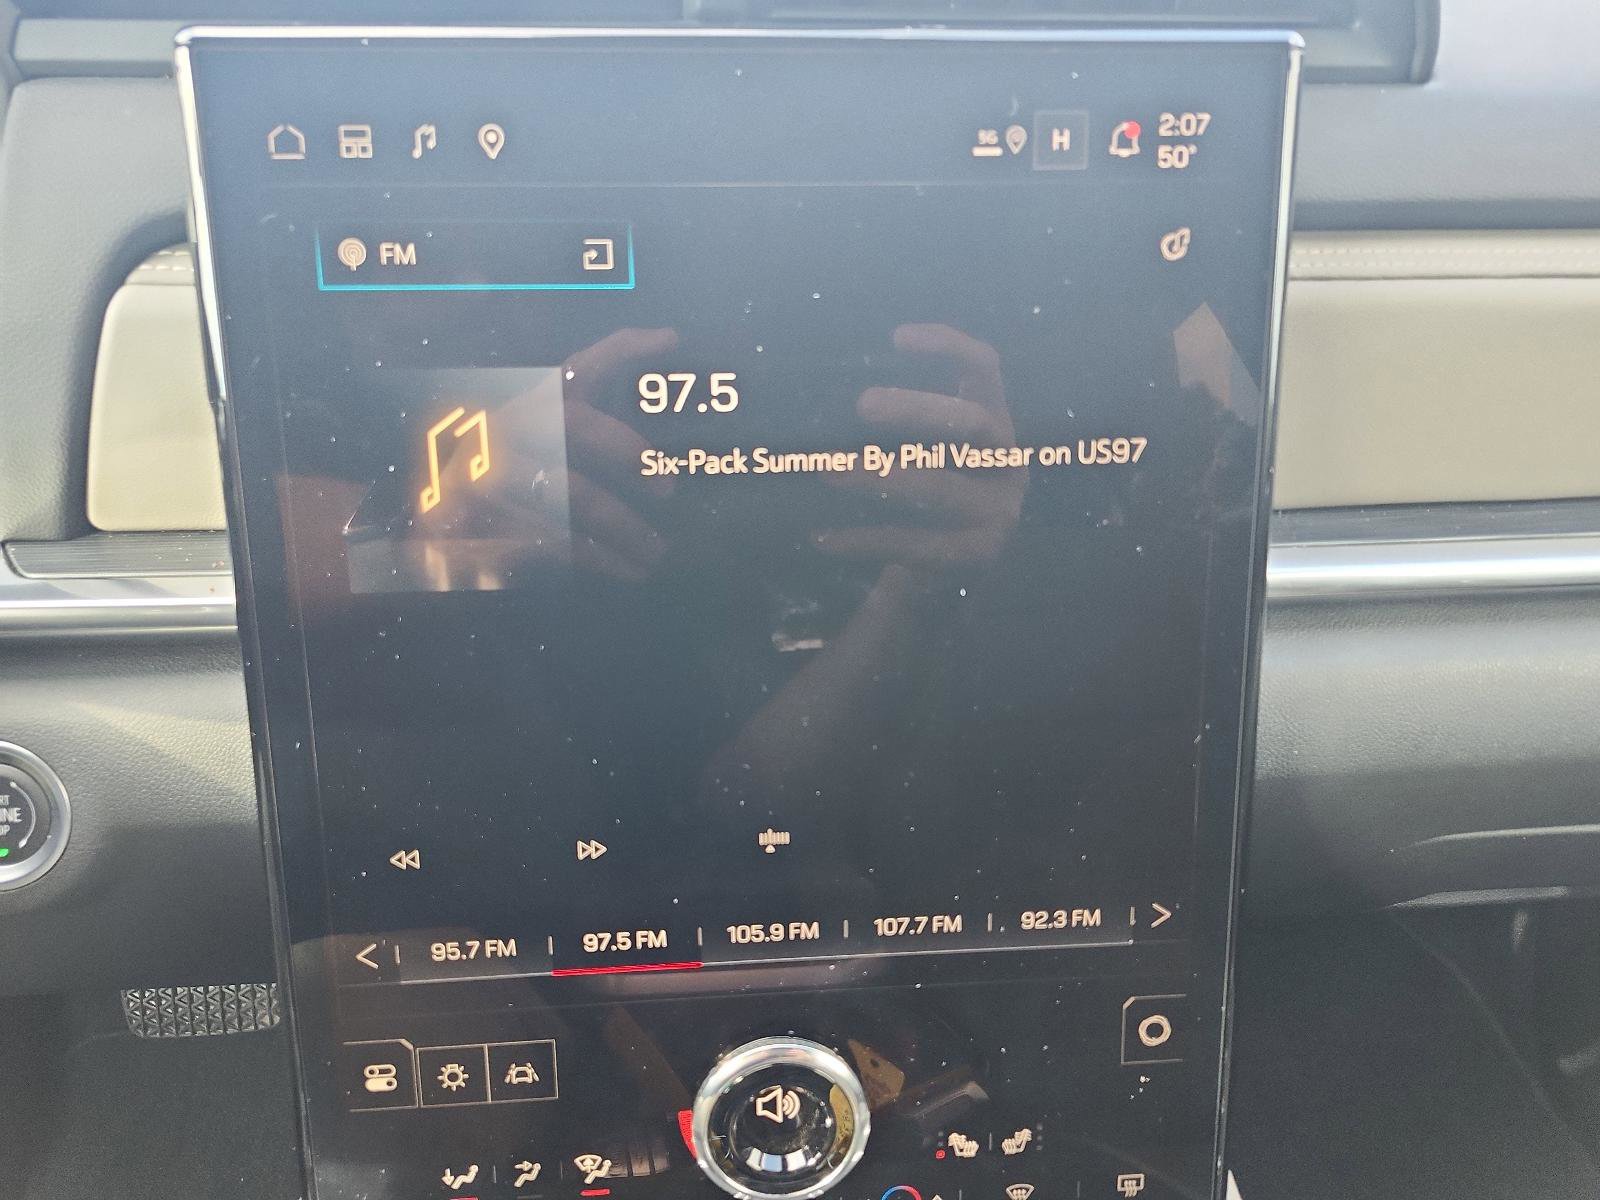 5G
H
2:07
50°
FM
97.5
Six-Pack Summer By Phil Vassar on US97
95.7 FM
97.5 FM
105.9 FM
107.7 FM
92.3 FM